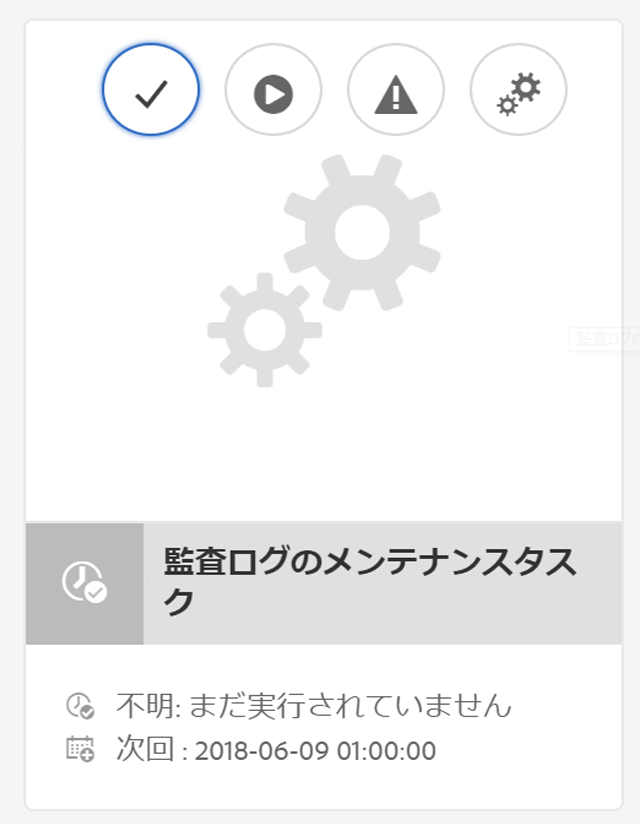 監査ログの
監査ログのメンテナンスタス
ク
不明: まだ実行されていません
次回 : 2018-06-09 01:00:00